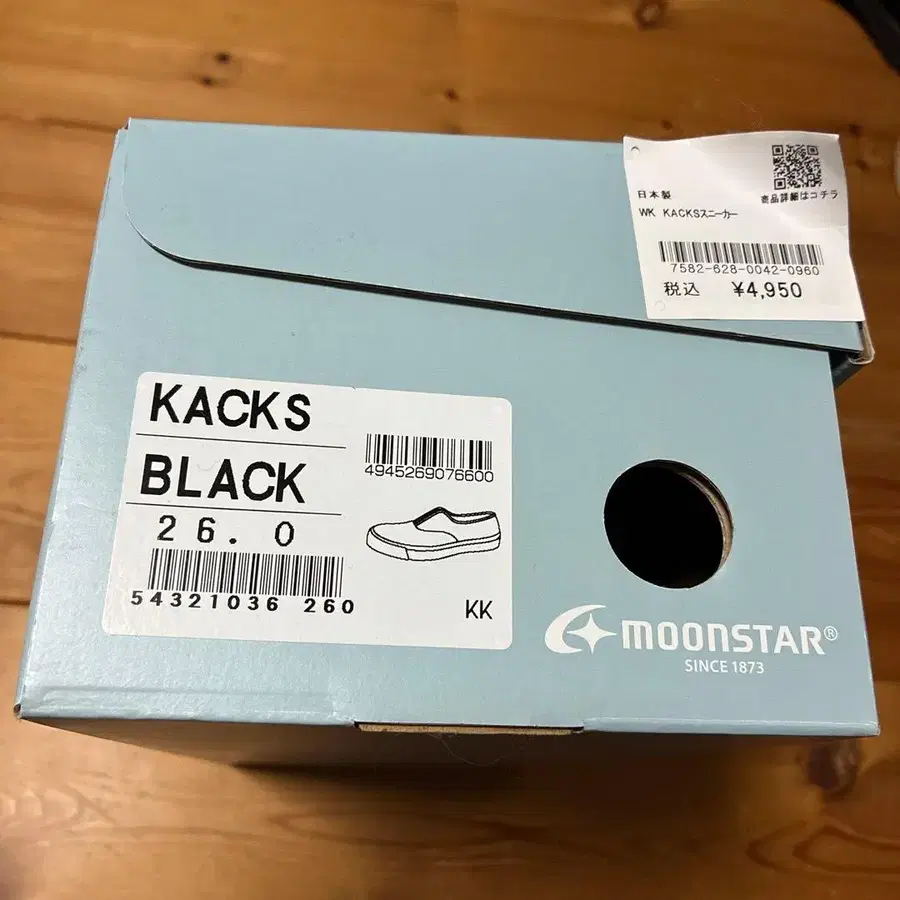 日本製
商品詳細はコチラ
WK KACKSスニーカー
7582-628-0042-0960
税込 ¥4,950
KACKS
4945269076600
BLACK
26.0
54321036 260
KK
MOONSTAR®
SINCE 1873